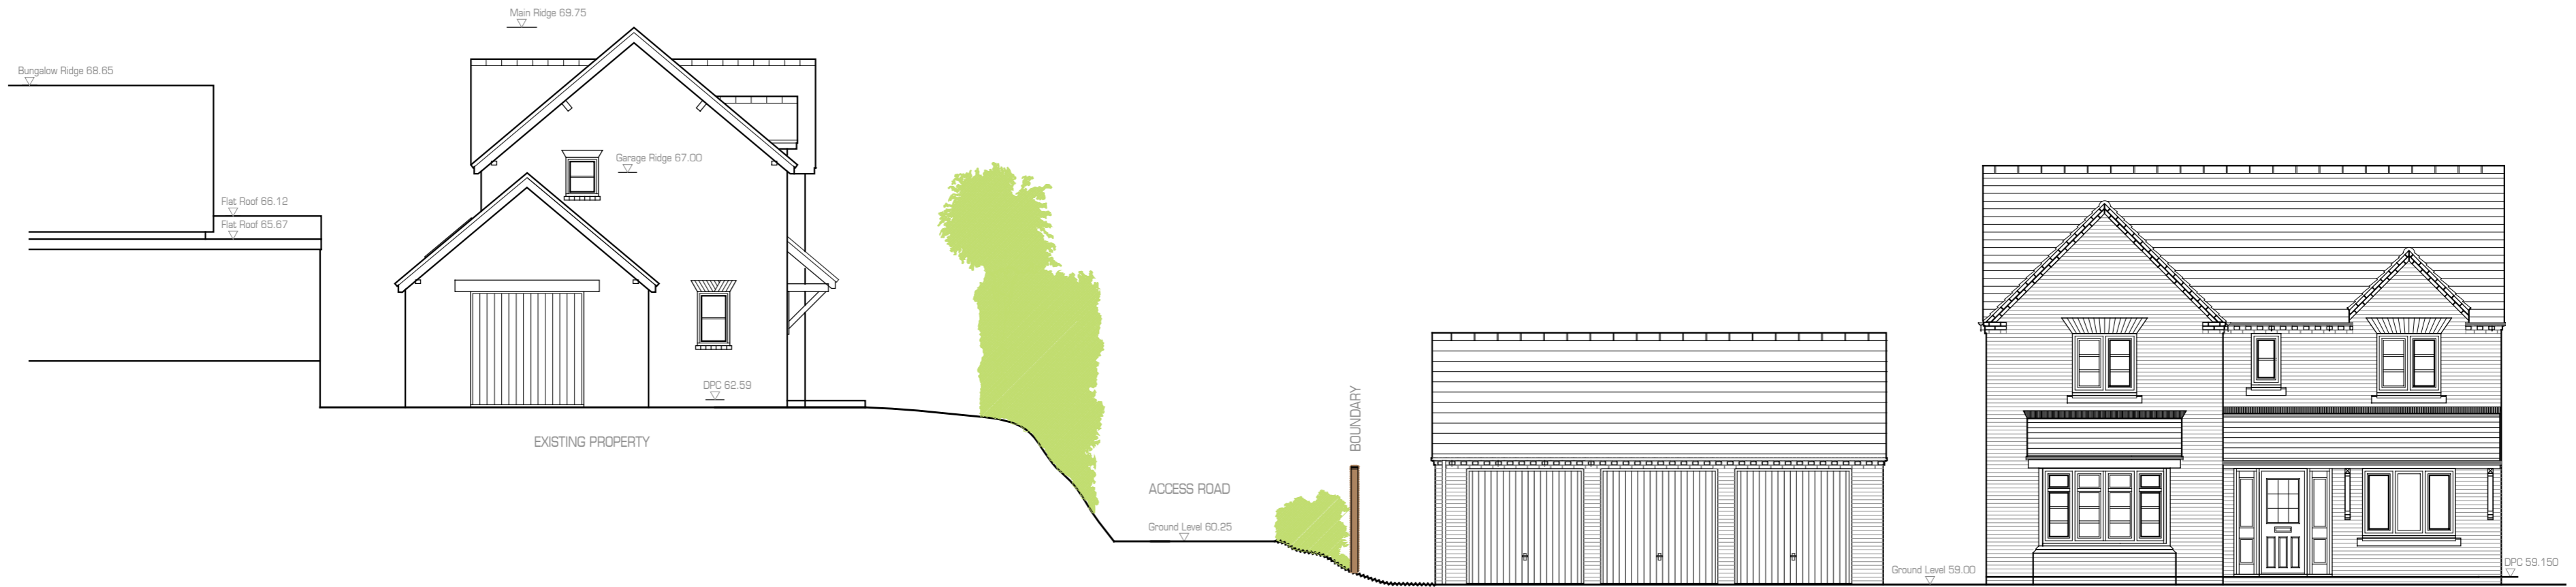 Main Ridge 69.75
Bungalow Ridge 68.65
Garage Ridge 67.00
Flat Roof 66.12
Flat Roof 65.67
DPC 62.59
EXISTING PROPERTY
BOUNDARY
ACCESS ROAD
Ground Level 60.25
Ground Level 59.00
DPC 59.150